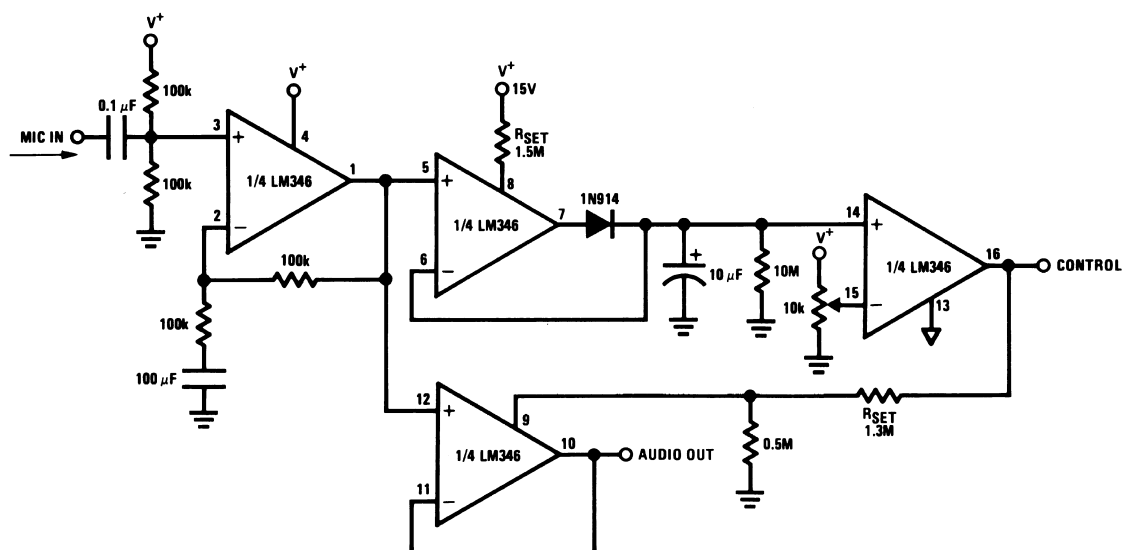 V+
100k
0.1 μF
MIC IN
100k
3
+
V+
4
1/4 LM346
1
2
−
100k
100k
100 μF
V+
15V
RSET
1.5M
8
5
+
1/4 LM346
7
6
−
1N914
+
10 μF
10M
V+
10k
14
+
1/4 LM346
16
CONTROL
15
−
13
12
+
9
1/4 LM346
10
AUDIO OUT
11
−
0.5M
RSET
1.3M